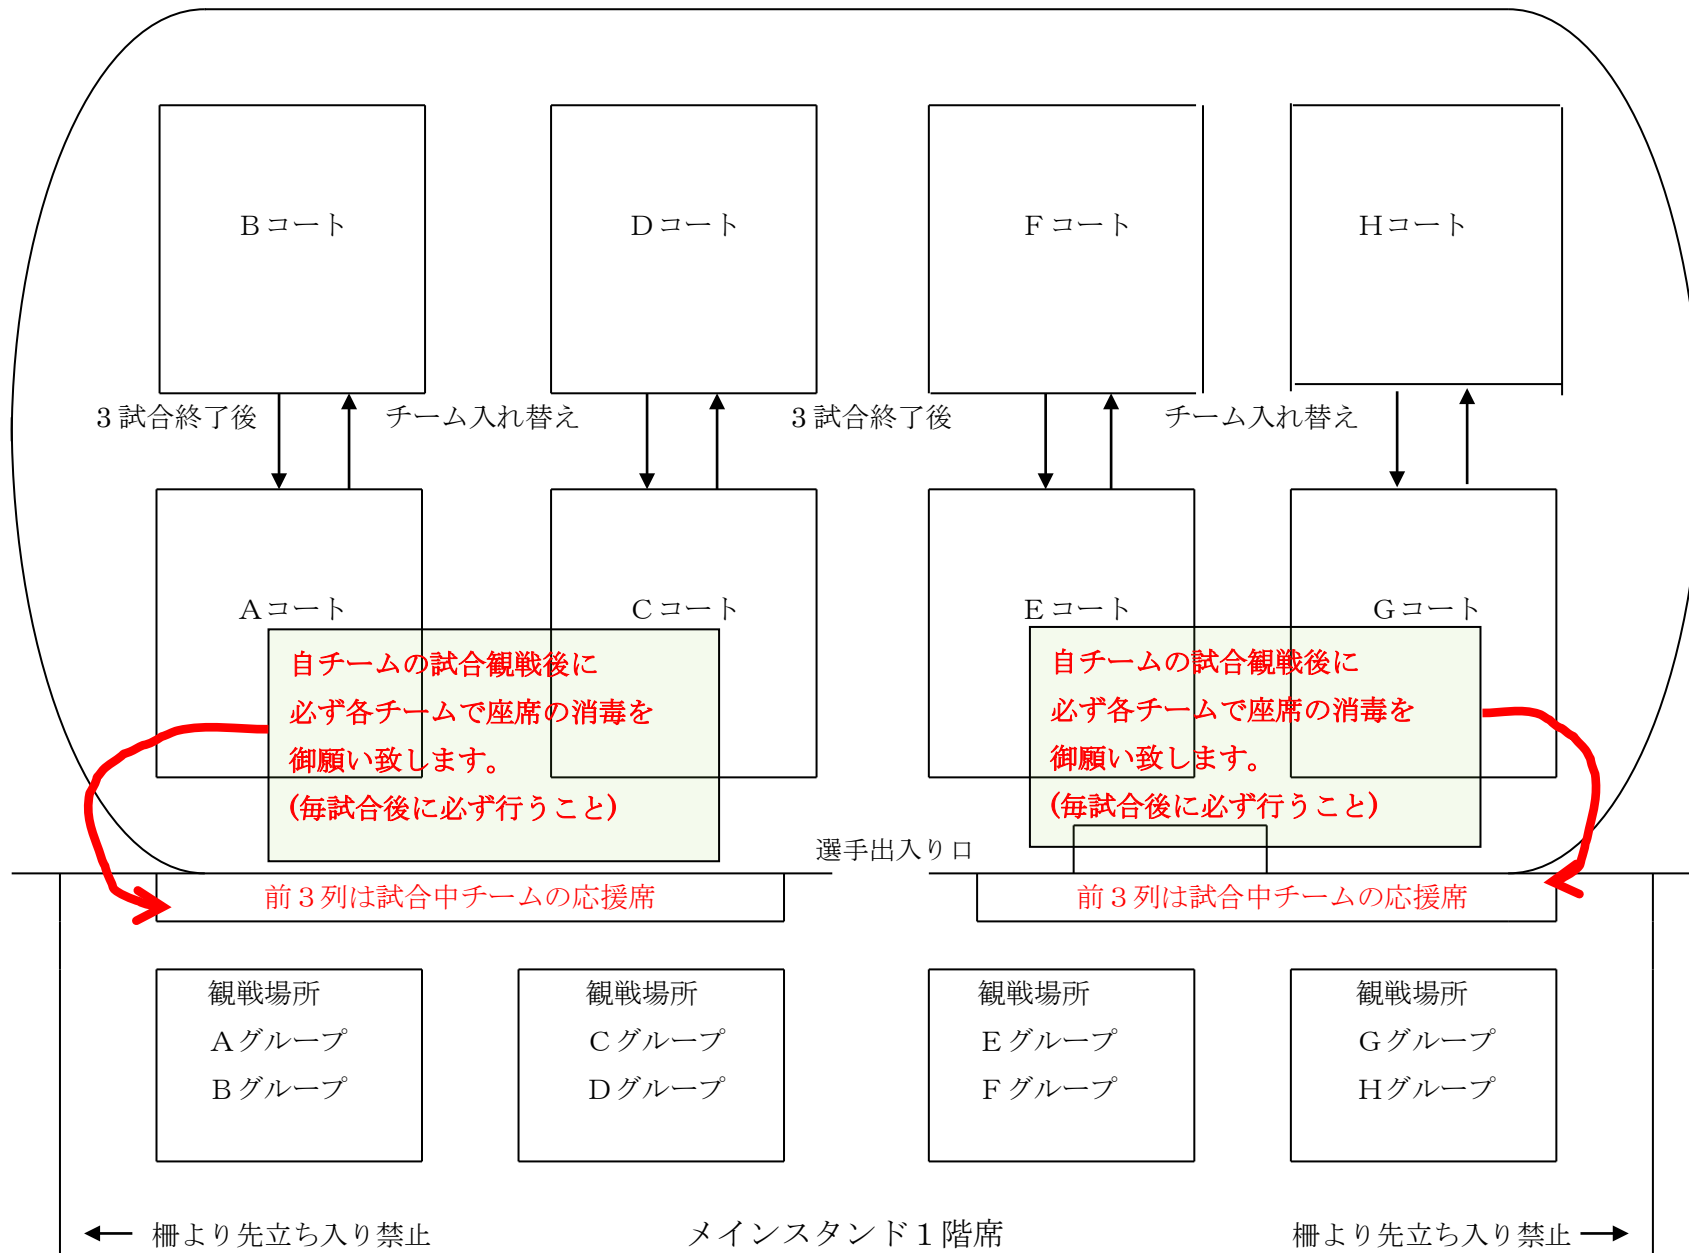 Bコート
Dコート
Fコート
Hコート
３試合終了後
チーム入れ替え
３試合終了後
チーム入れ替え
Aコート
Cコート
Eコート
Gコート
自チームの試合観戦後に
必ず各チームで座席の消毒を
御願い致します。
(毎試合後に必ず行うこと)
自チームの試合観戦後に
必ず各チームで座席の消毒を
御願い致します。
(毎試合後に必ず行うこと)
選手出入り口
前３列は試合中チームの応援席
前３列は試合中チームの応援席
観戦場所
Aグループ
Bグループ
観戦場所
Cグループ
Dグループ
観戦場所
Eグループ
Fグループ
観戦場所
Gグループ
Hグループ
柵より先立ち入り禁止
メインスタンド１階席
柵より先立ち入り禁止